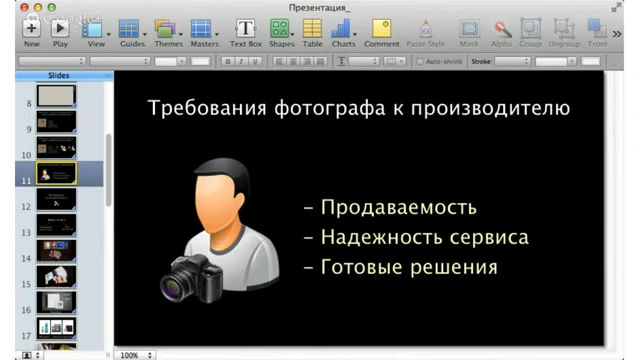 Презентация_
New
Play
View
Guides
Themes
Masters
Text Box
Shapes
Table
Charts
Comment
Paste Style
Mask
Alpha
Group
Ungroup
Front
Auto-shrink
Stroke:
Slides
8
9
10
11
12
13
14
15
16
17
Требования фотографа к производителю
– Продаваемость
– Надежность сервиса
– Готовые решения
100%